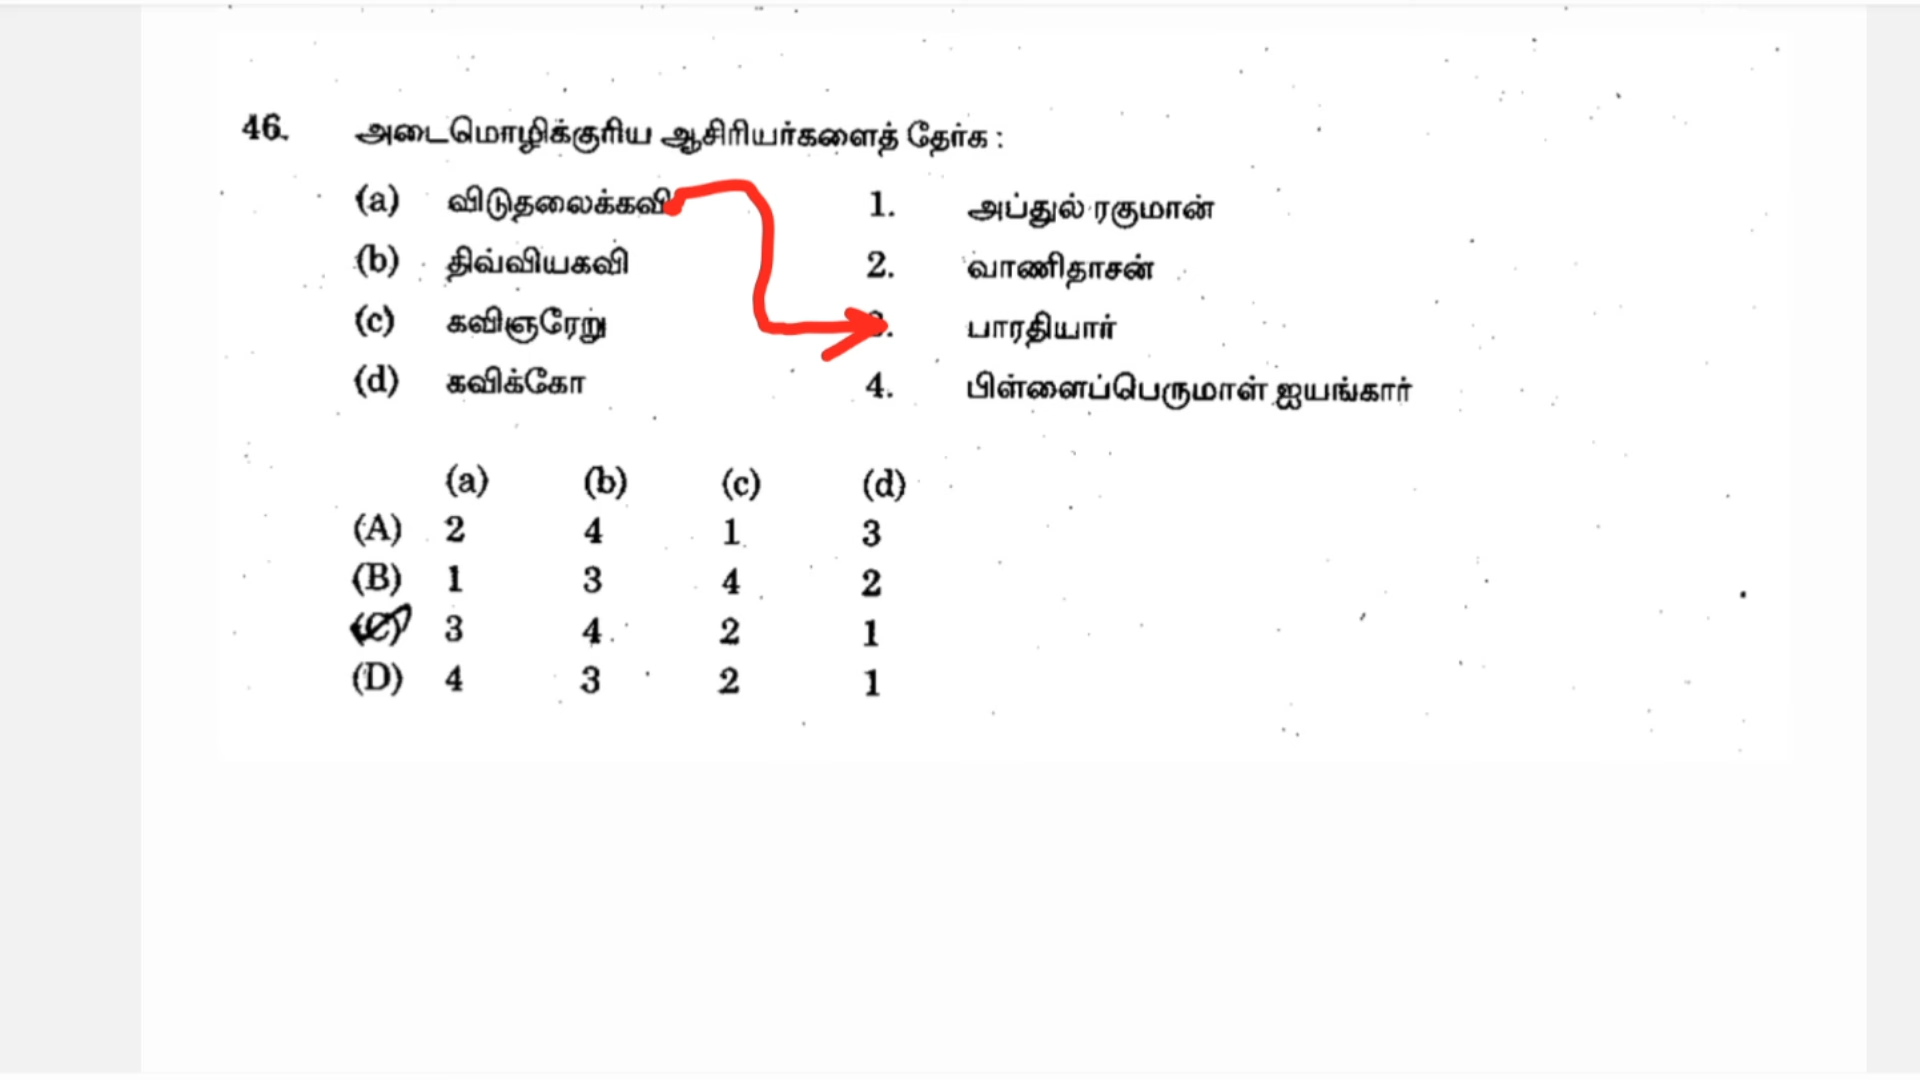 46. அடைமொழிக்குரிய ஆசிரியர்களைத் தேர்க :
(a) விடுதலைக்கவி 1. அப்துல் ரகுமான்
(b) திவ்வியகவி 2. வாணிதாசன்
(c) கவிஞரேறு 3. பாரதியார்
(d) கவிக்கோ 4. பிள்ளைப்பெருமாள் ஐயங்கார்
(a) (b) (c) (d)
(A) 2 4 1 3
(B) 1 3 4 2
(C) 3 4 2 1
(D) 4 3 2 1